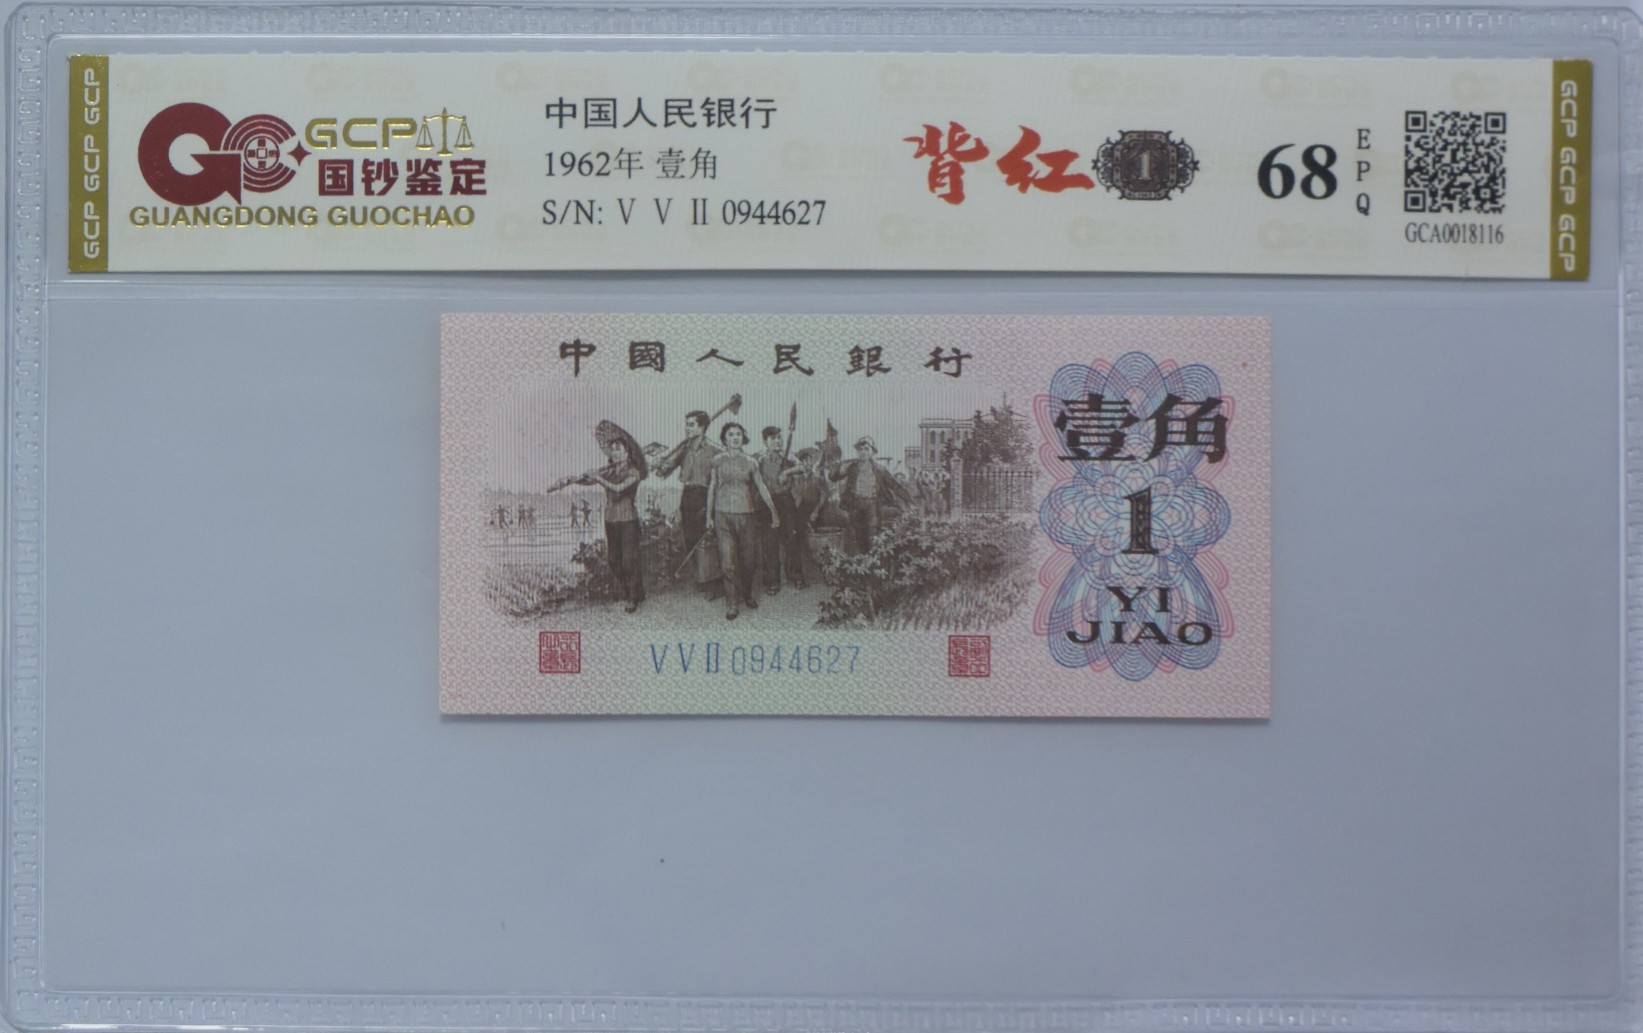 GCP GCP GCP
GCP
国钞鉴定
GUANGDONG GUOCHAO
中国人民银行
1962年 壹角
S/N: V V II 0944627
背红
1
68
EPQ
GCA0018116
GCP GCP GCP
中國人民銀行
壹角
1
YI
JIAO
V V II 0944627